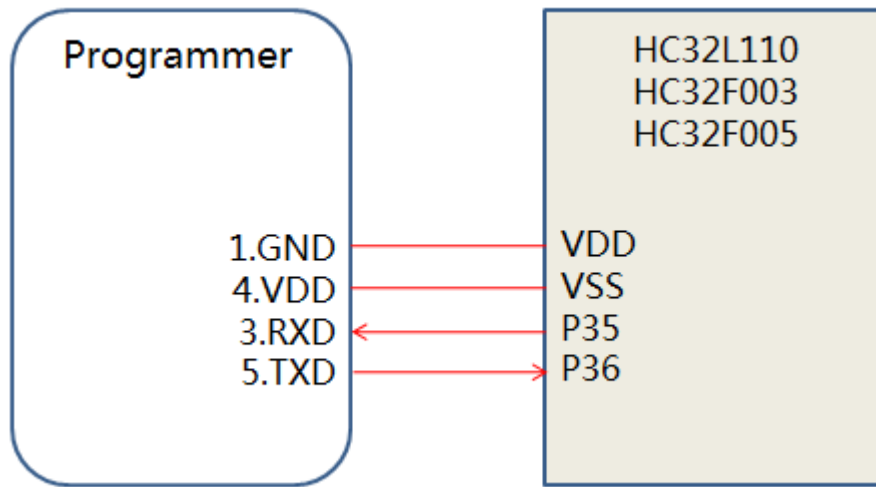 Programmer
1.GND
4.VDD
3.RXD
5.TXD
HC32L110
HC32F003
HC32F005
VDD
VSS
P35
P36